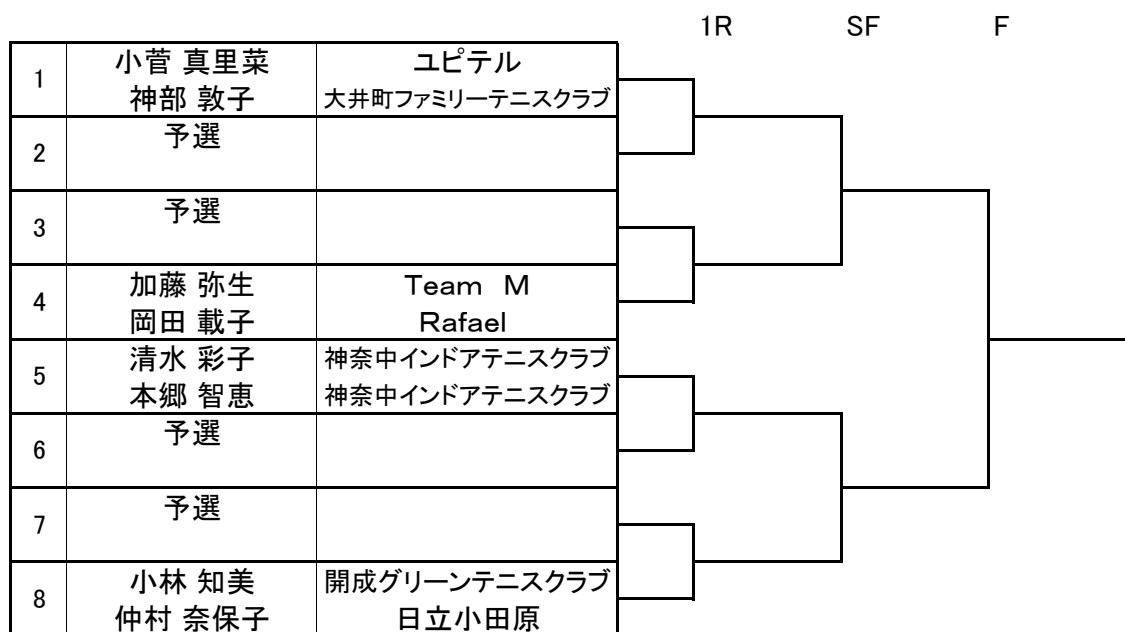 1R SF F
1 小菅 真里菜 ユピテル
神部 敦子 大井町ファミリーテニスクラブ
2 予選
3 予選
4 加藤 弥生 Team M
岡田 載子 Rafael
5 清水 彩子 神奈中インドアテニスクラブ
本郷 智恵 神奈中インドアテニスクラブ
6 予選
7 予選
8 小林 知美 開成グリーンテニスクラブ
仲村 奈保子 日立小田原